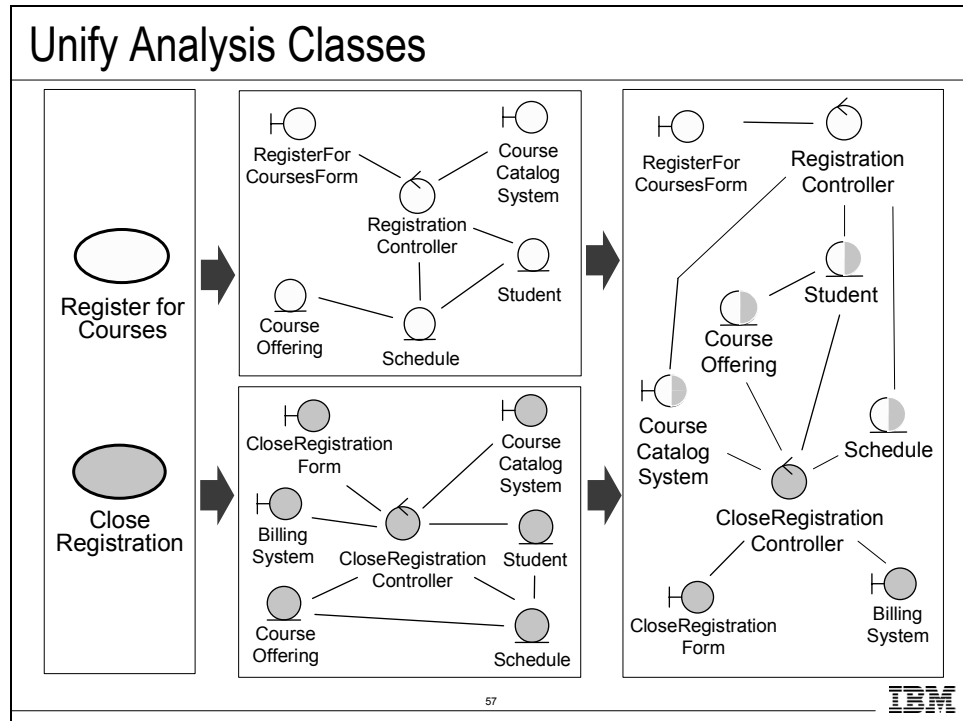 Unify Analysis Classes
Register for
Courses
Close
Registration
RegisterFor
CoursesForm
Course
Catalog
System
Registration
Controller
Student
Course
Offering
Schedule
CloseRegistration
Form
Course
Catalog
System
Billing
System
CloseRegistration
Controller
Student
Course
Offering
Schedule
RegisterFor
CoursesForm
Registration
Controller
Student
Course
Offering
Course
Catalog
System
Schedule
CloseRegistration
Controller
CloseRegistration
Form
Billing
System
57
IBM